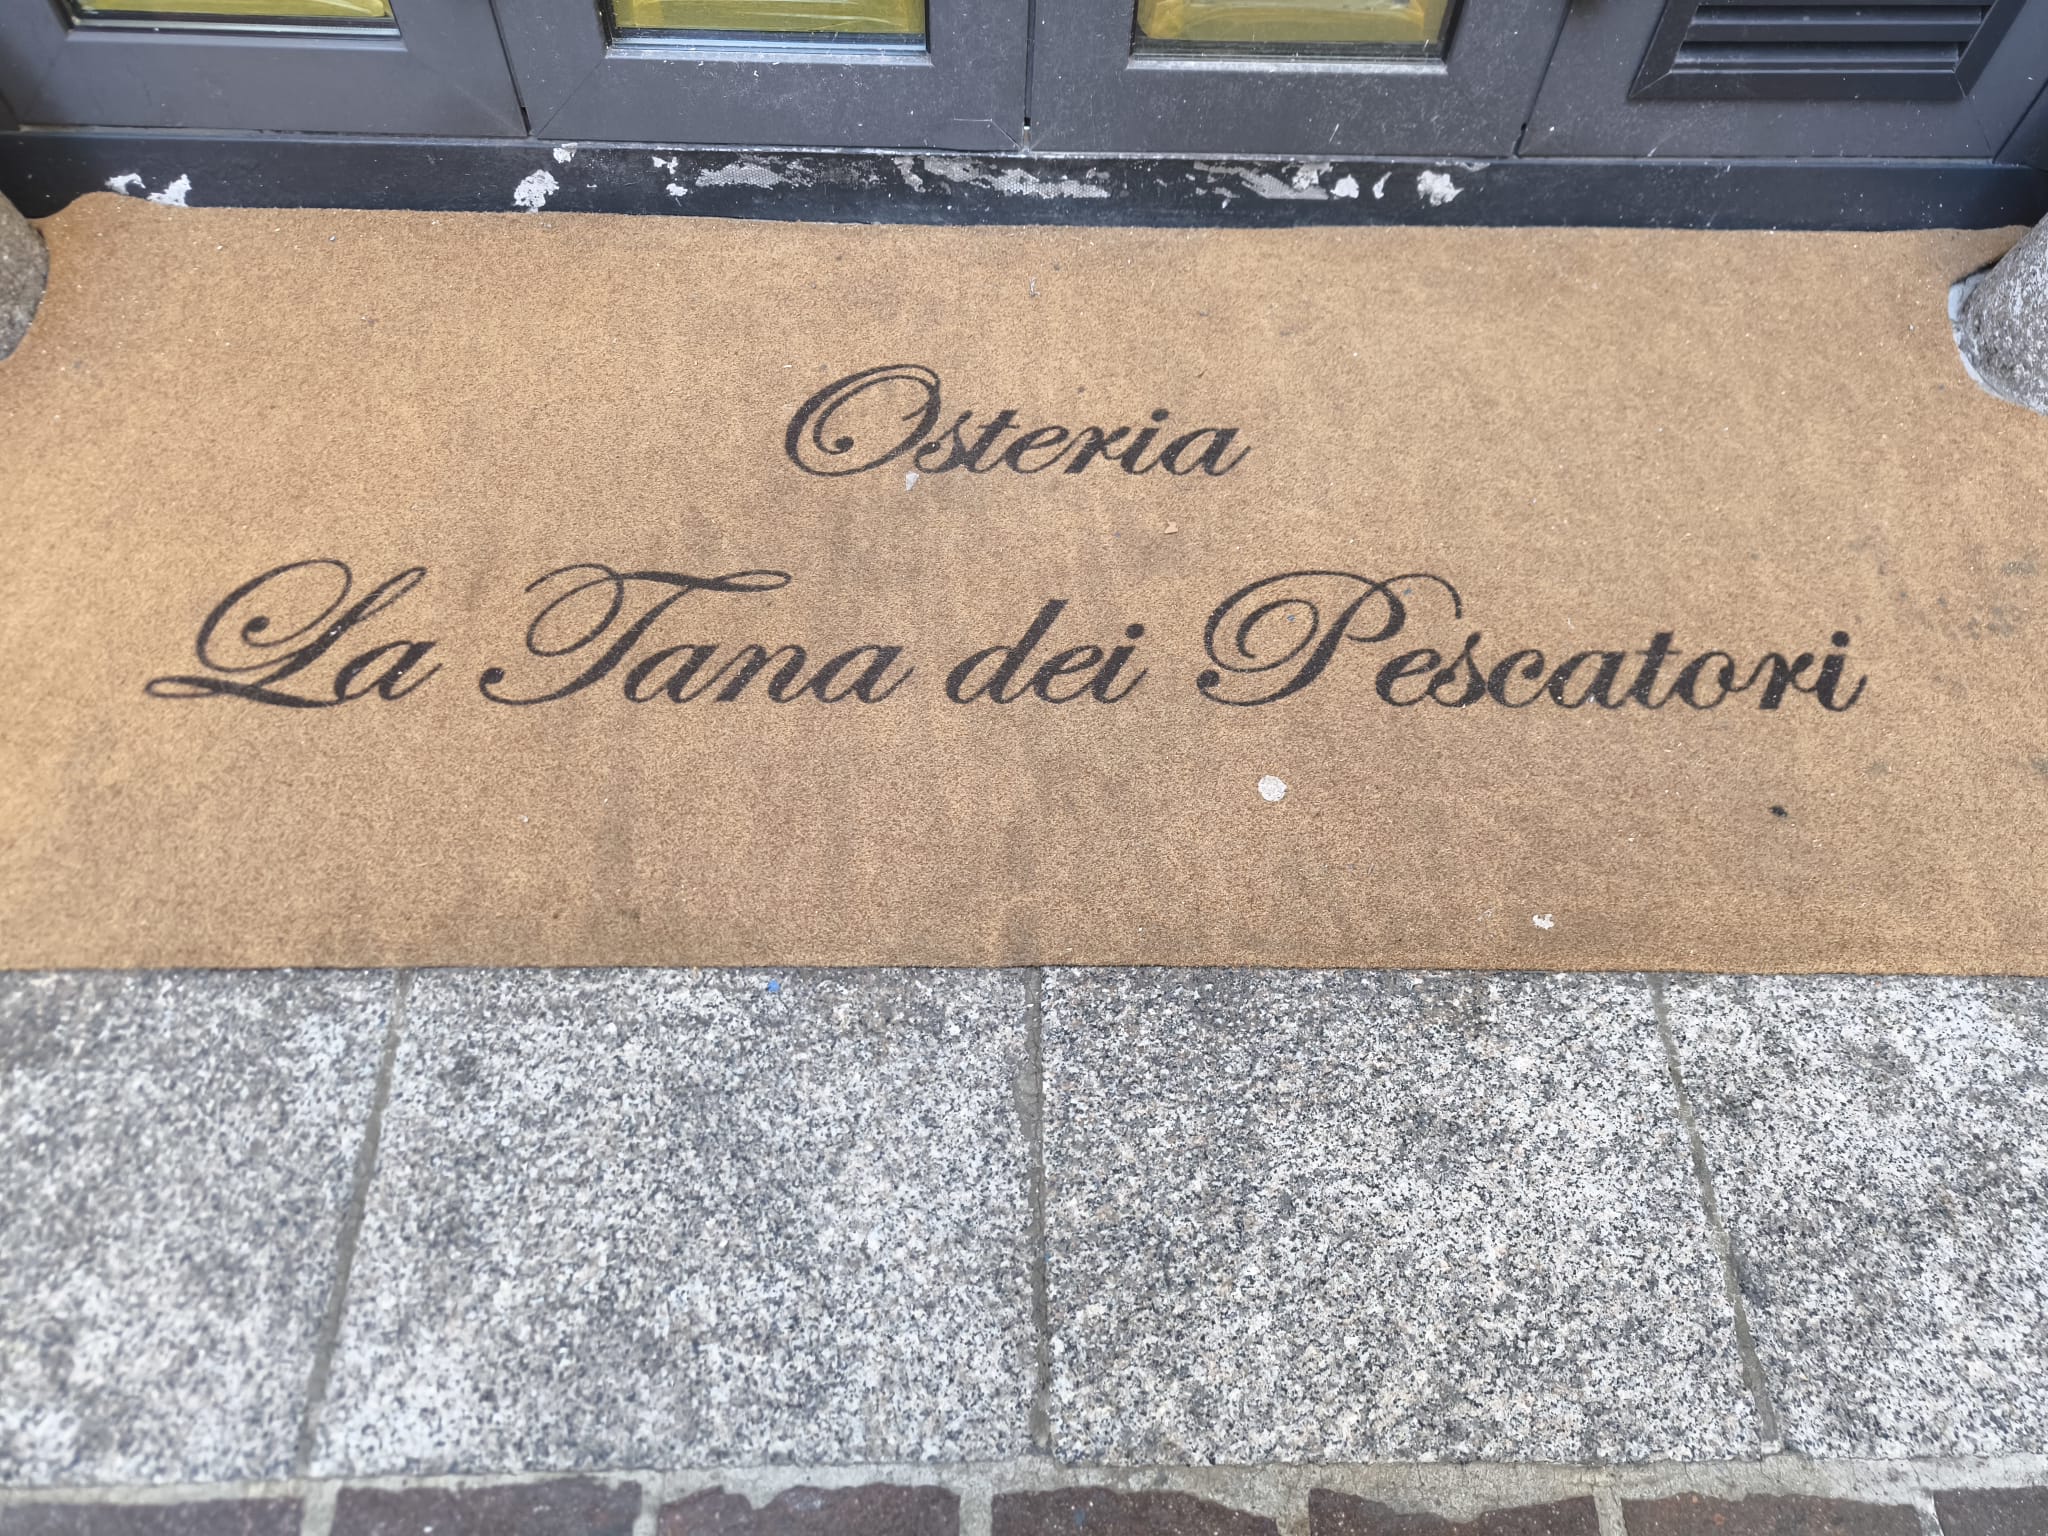 Osteria
La Tana dei Pescatori